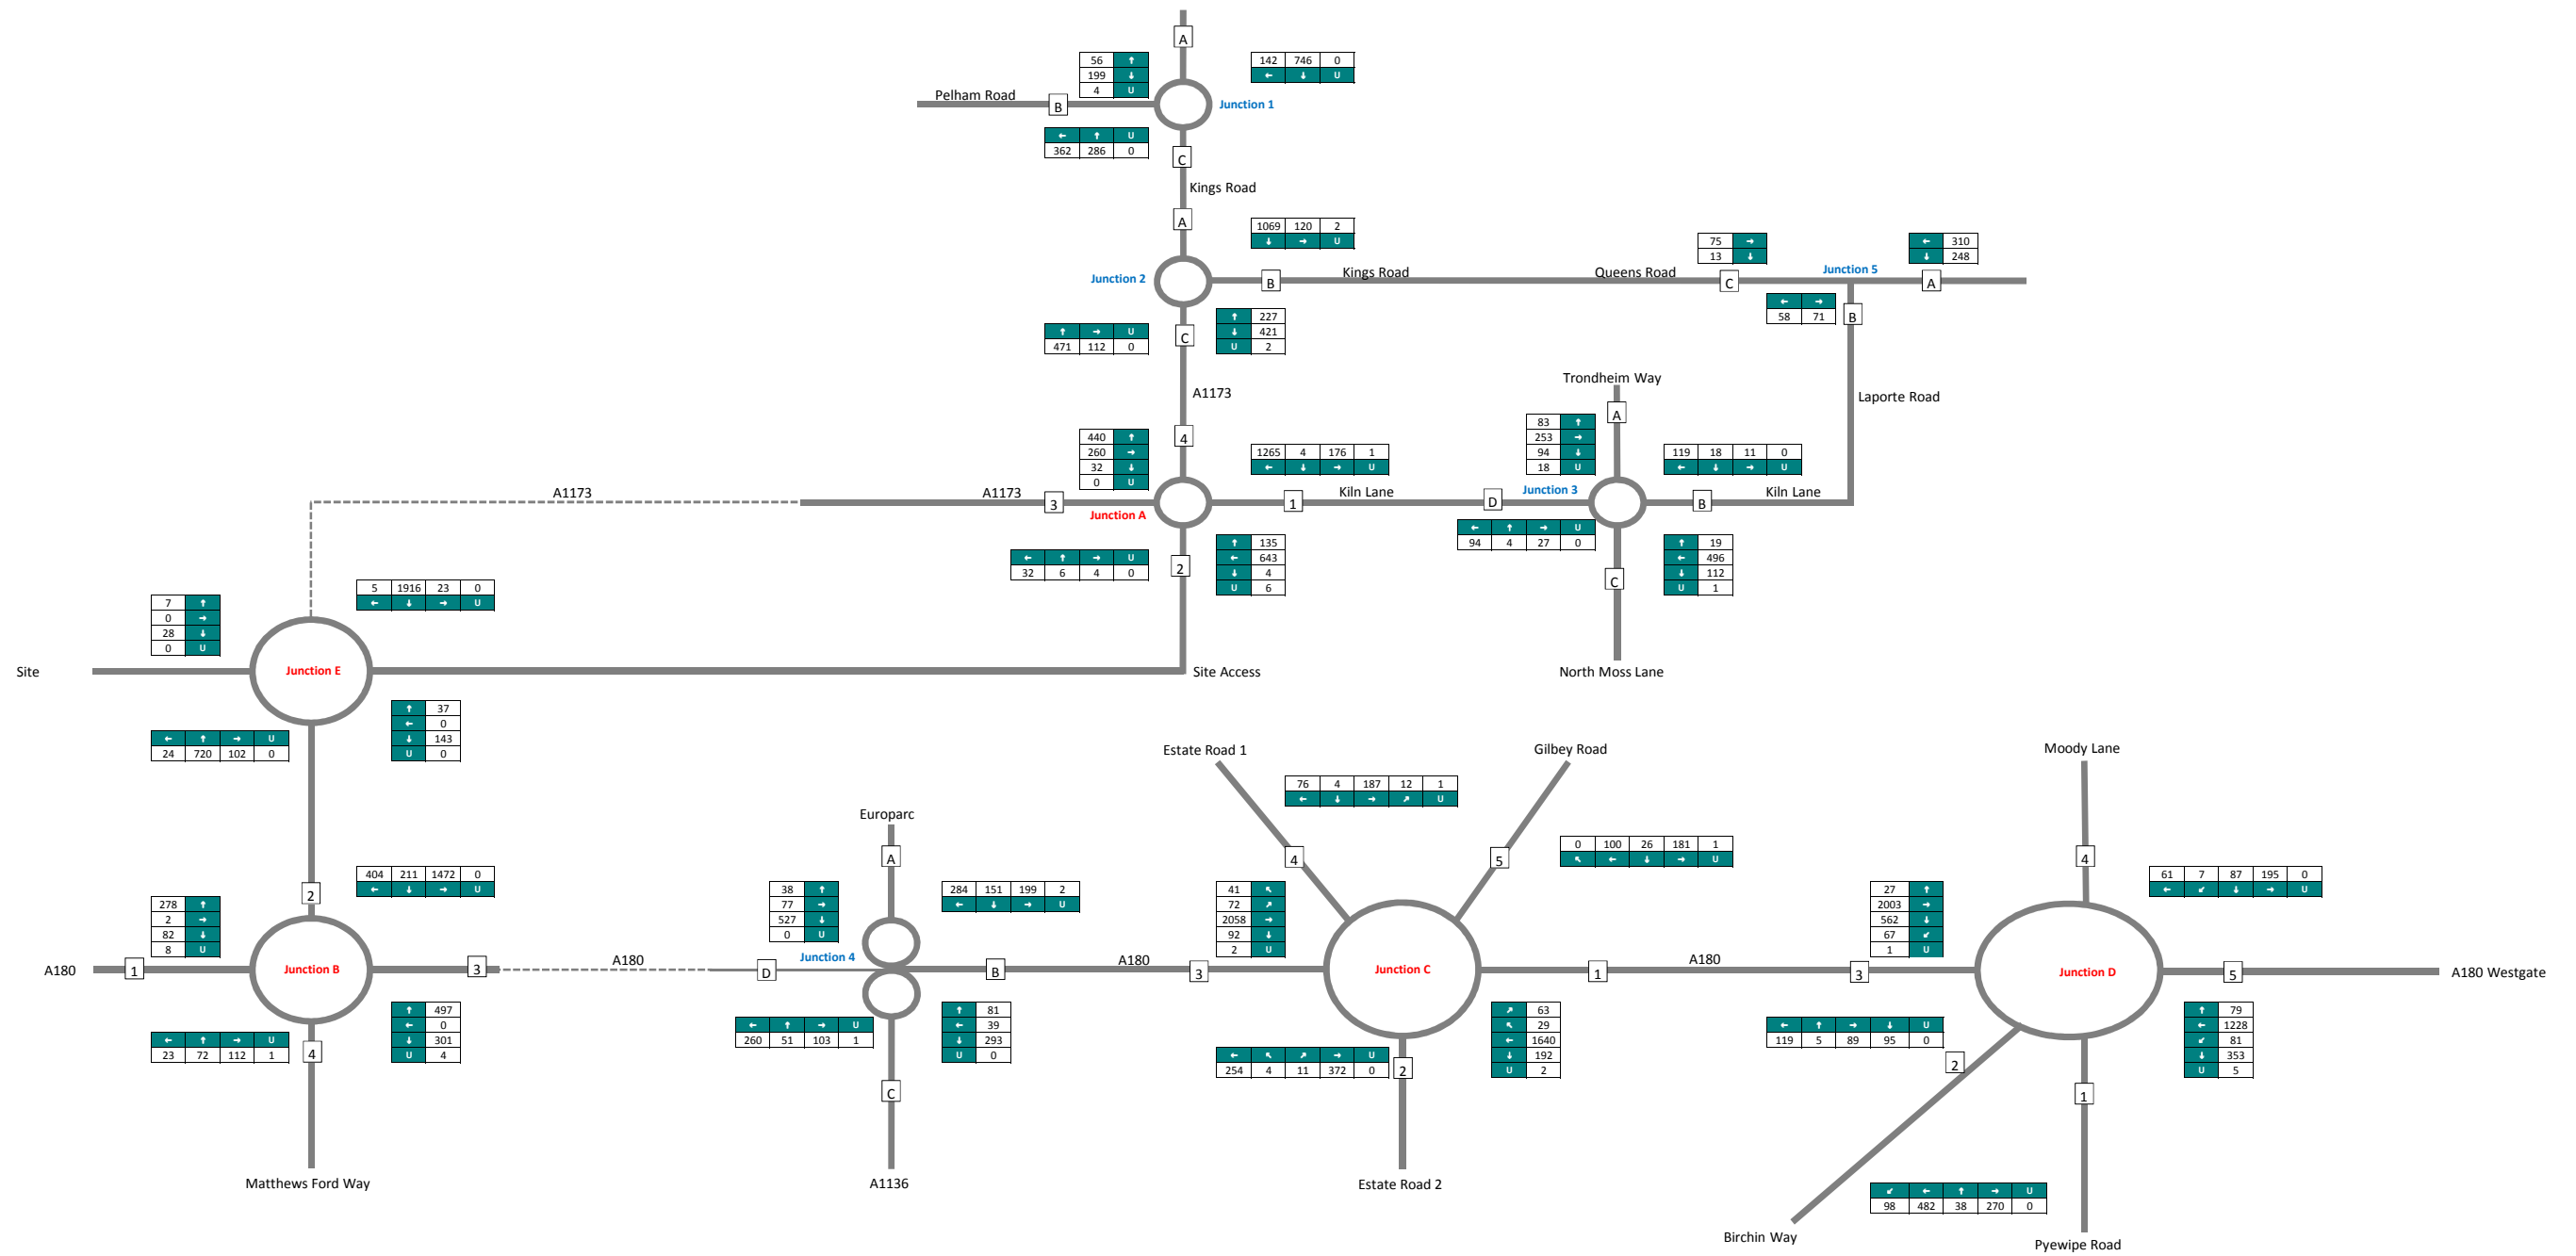 A
56 ↑
199 ↓
4 U
142 746 0
← ↓ U
Pelham Road
B
Junction 1
← ↑ U
362 286 0
C
Kings Road
A
1069 120 2
↓ → U
75 →
13 ↓
← 310
↓ 248
Junction 2
B
Kings Road
Queens Road
C
Junction 5
A
← →
58 71
B
↑ → U
471 112 0
C
↑ 227
↓ 421
U 2
A1173
Trondheim Way
Laporte Road
A
4
440 ↑
260 →
32 ↓
0 U
1265 4 176 1
← ↓ → U
83 ↑
253 →
94 ↓
18 U
119 18 11 0
← ↓ → U
A1173
A1173
3
Junction A
1
Kiln Lane
D
Junction 3
B
Kiln Lane
← ↑ → U
32 6 4 0
2
↑ 135
← 643
↓ 4
U 6
← ↑ → U
94 4 27 0
C
↑ 19
← 496
↓ 112
U 1
7 ↑
0 →
28 ↓
0 U
5 1916 23 0
← ↓ → U
Site
Junction E
Site Access
North Moss Lane
← ↑ → U
24 720 102 0
↑ 37
← 0
↓ 143
U 0
Estate Road 1
Gilbey Road
Moody Lane
76 4 187 12 1
← ↓ → ↗ U
Europarc
A
4
5
0 100 26 181 1
↖ ← ↓ → U
4
61 7 87 195 0
← ↙ ↓ → U
404 211 1472 0
← ↓ → U
2
278 ↑
2 →
82 ↓
8 U
38 ↑
77 →
527 ↓
0 U
284 151 199 2
← ↓ → U
41 ↖
72 ↗
2058 →
92 ↓
2 U
27 ↑
2003 →
562 ↓
67 ↙
1 U
A180
1
Junction B
3
A180
D
Junction 4
B
A180
3
Junction C
1
A180
3
Junction D
5
A180 Westgate
← ↑ → U
23 72 112 1
4
↑ 497
← 0
↓ 301
U 4
← ↑ → U
260 51 103 1
↑ 81
← 39
↓ 293
U 0
C
← ↖ ↗ → U
254 4 11 372 0
2
↗ 63
↖ 29
← 1640
↓ 192
U 2
← ↑ → ↓ U
119 5 89 95 0
2
1
↑ 79
← 1228
↙ 81
↓ 353
U 5
Matthews Ford Way
A1136
Estate Road 2
↙ ← ↑ → U
98 482 38 270 0
Birchin Way
Pyewipe Road